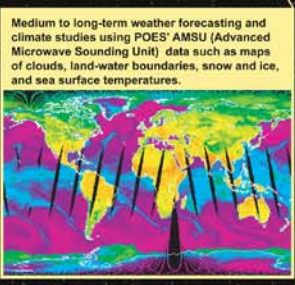 Medium to long-term weather forecasting and
climate studies using POES' AMSU (Advanced
Microwave Sounding Unit) data such as maps
of clouds, land-water boundaries, snow and ice,
and sea surface temperatures.